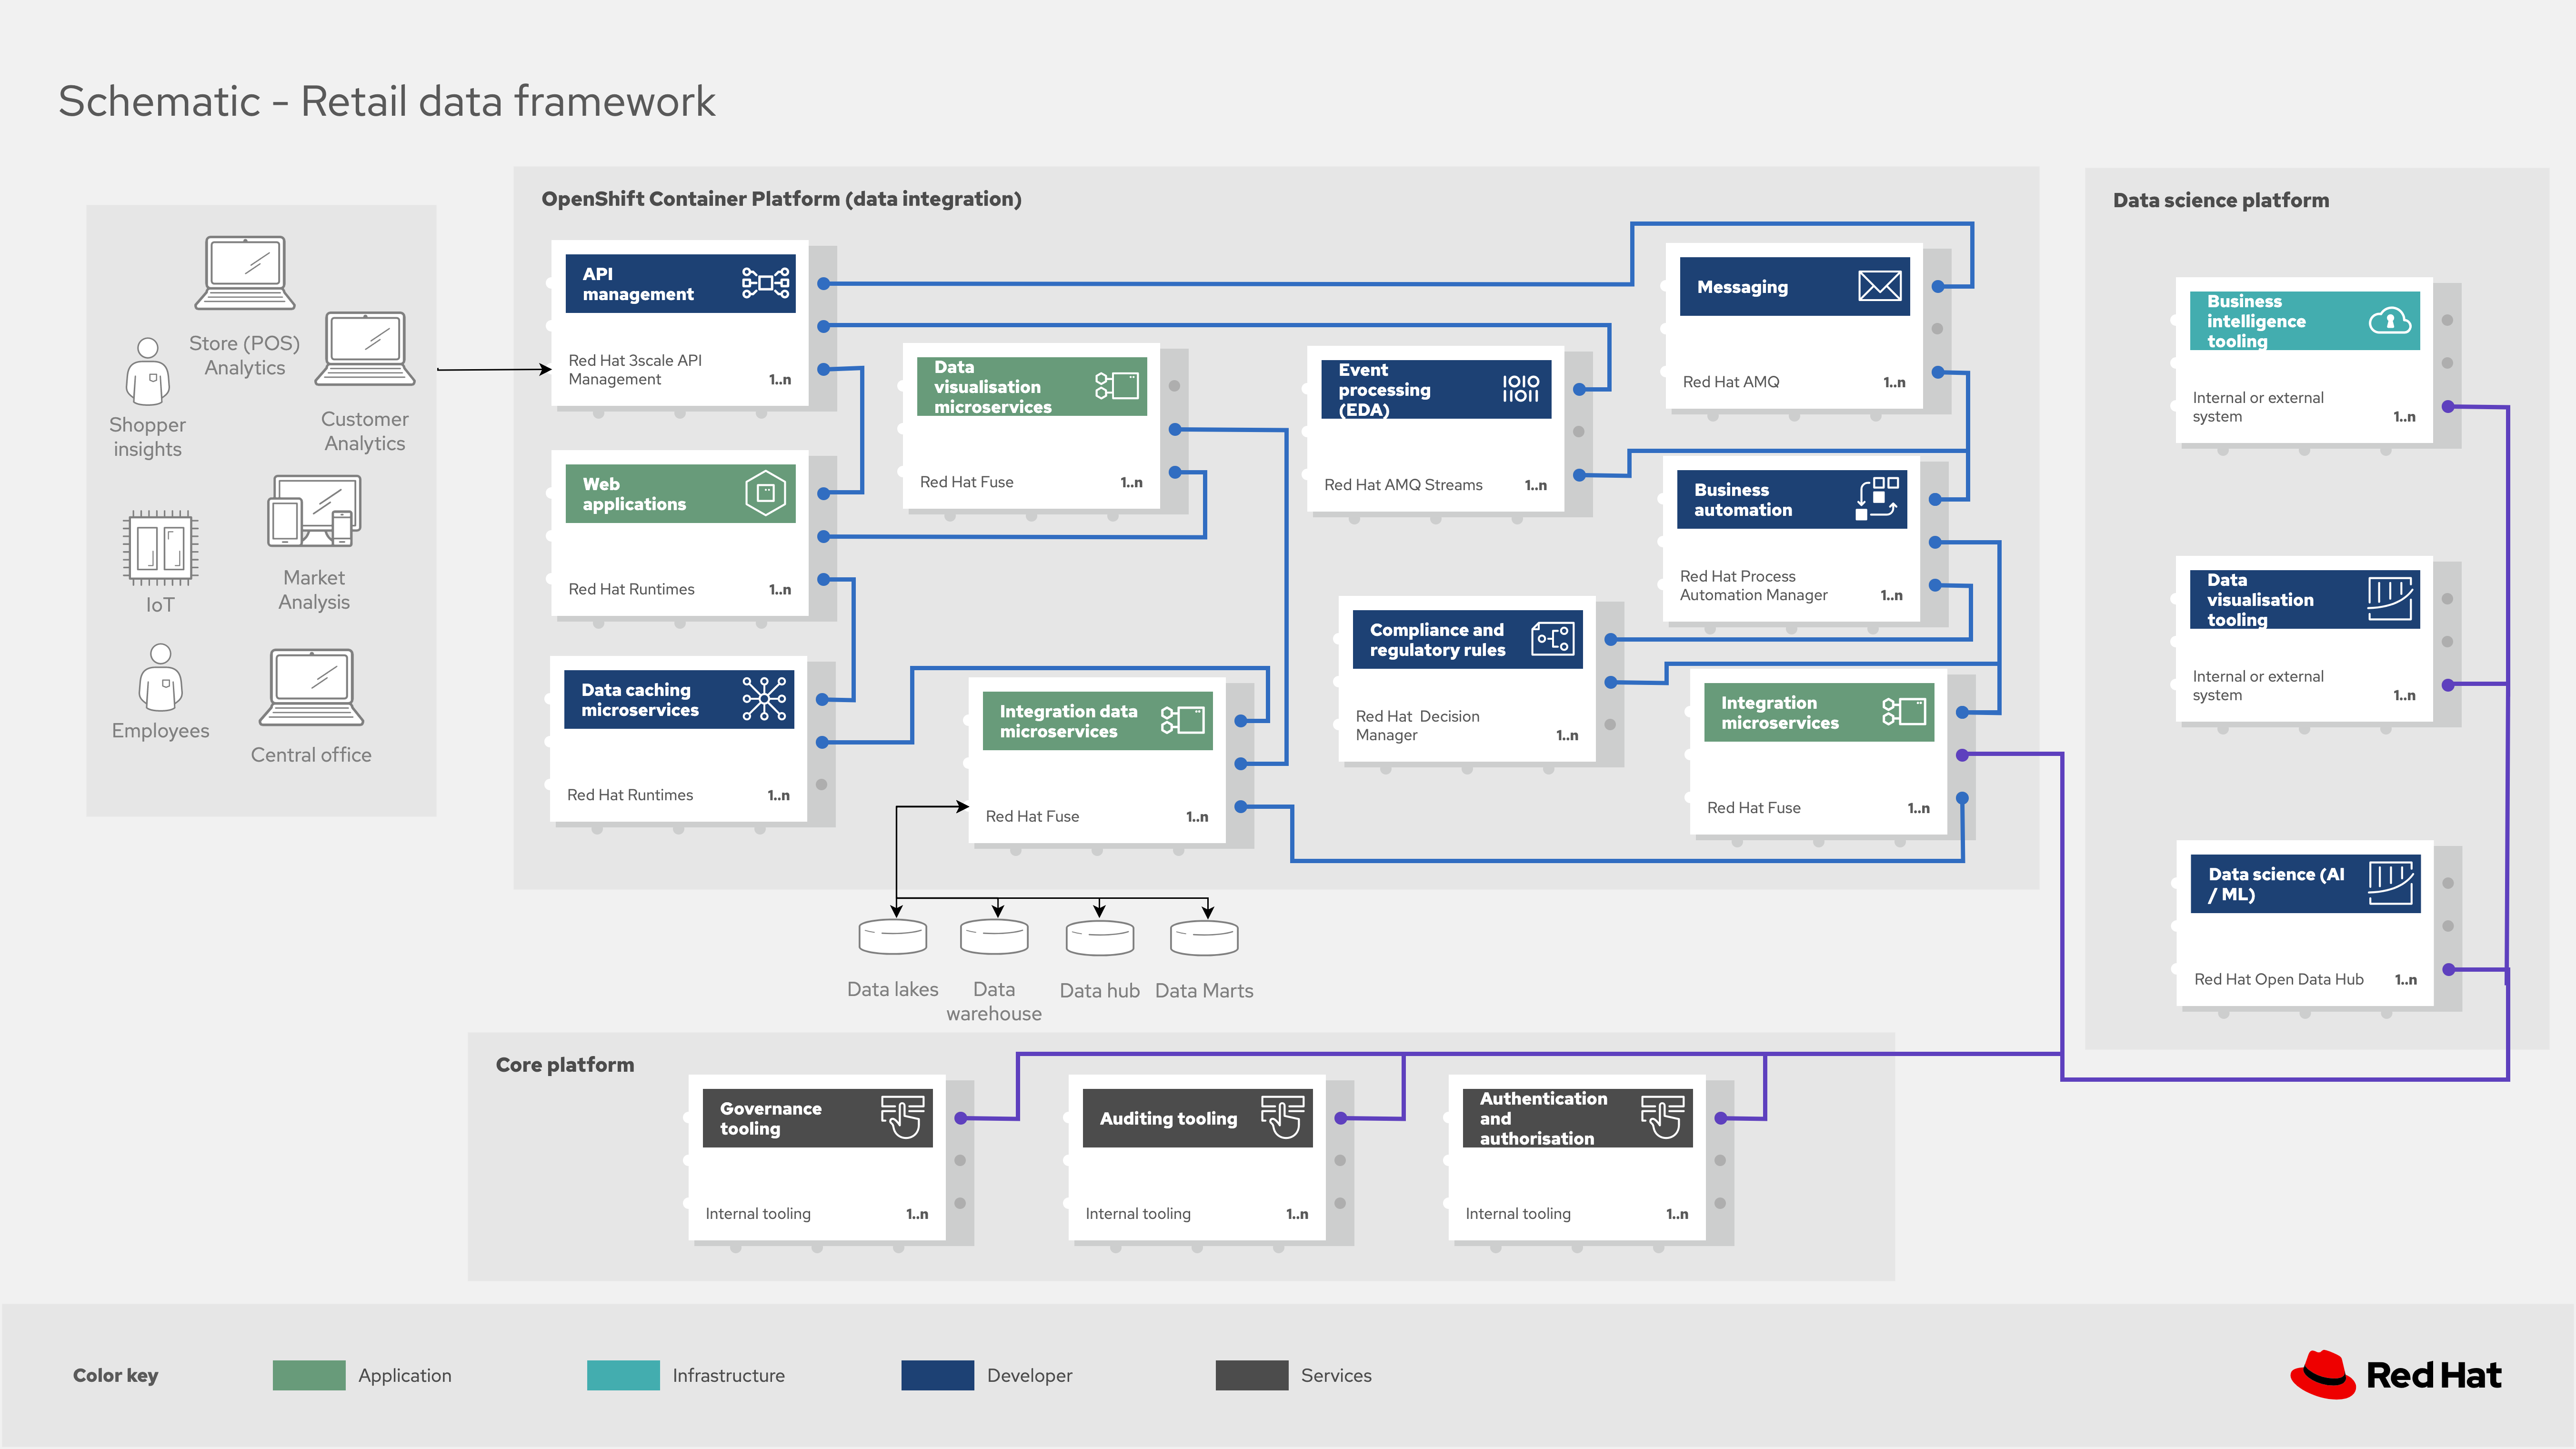 Schematic - Retail data framework
Store (POS)
Analytics
Shopper
insights
Customer
Analytics
IoT
Market
Analysis
Employees
Central office
OpenShift Container Platform (data integration)
API
management
Red Hat 3scale API
Management
1..n
Web
applications
Red Hat Runtimes
1..n
Data caching
microservices
Red Hat Runtimes
1..n
Data
visualisation
microservices
Red Hat Fuse
1..n
Integration data
microservices
Red Hat Fuse
1..n
Event
processing
(EDA)
IOIO
IIOII
Red Hat AMQ Streams
1..n
Compliance and
regulatory rules
Red Hat Decision
Manager
1..n
Messaging
Red Hat AMQ
1..n
Business
automation
Red Hat Process
Automation Manager
1..n
Integration
microservices
Red Hat Fuse
1..n
Data lakes
Data
warehouse
Data hub
Data Marts
Data science platform
Business
intelligence
tooling
Internal or external
system
1..n
Data
visualisation
tooling
Internal or external
system
1..n
Data science (AI
/ ML)
Red Hat Open Data Hub
1..n
Core platform
Governance
tooling
Internal tooling
1..n
Auditing tooling
Internal tooling
1..n
Authentication
and
authorisation
Internal tooling
1..n
Color key
Application
Infrastructure
Developer
Services
Red Hat